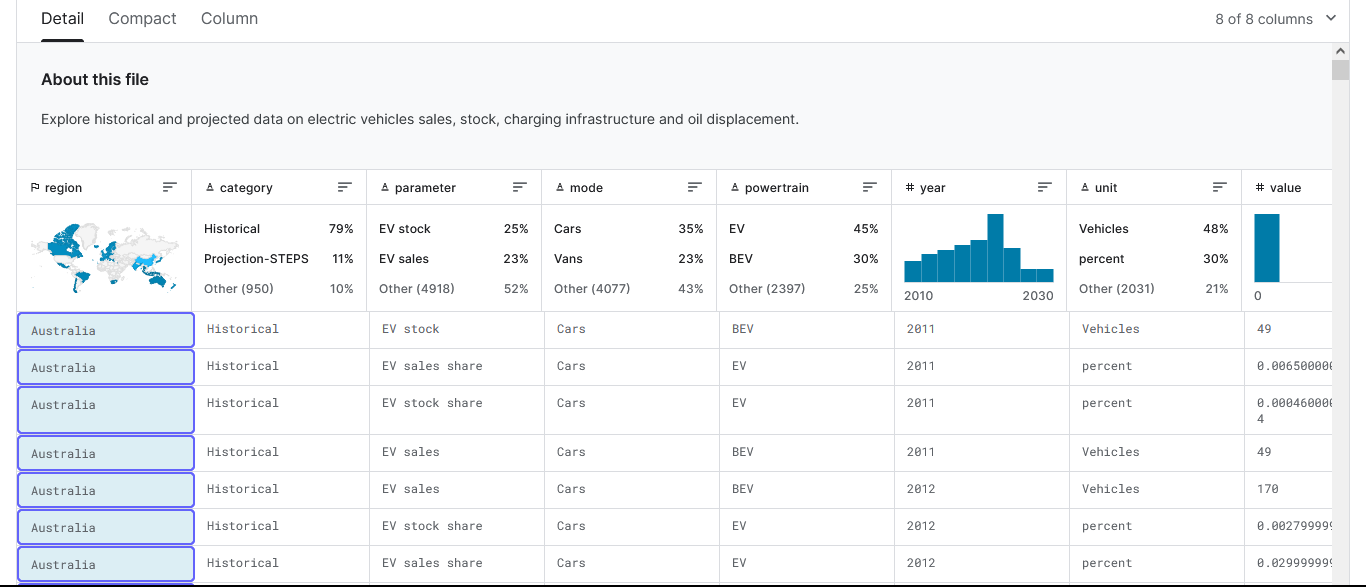 Detail Compact Column 8 of 8 columns
About this file
Explore historical and projected data on electric vehicles sales, stock, charging infrastructure and oil displacement.
region category parameter mode powertrain # year unit # value
Historical 79% EV stock 25% Cars 35% EV 45% Vehicles 48%
Projection-STEPS 11% EV sales 23% Vans 23% BEV 30% percent 30%
Other (950) 10% Other (4918) 52% Other (4077) 43% Other (2397) 25% 2010 2030 Other (2031) 21% 0
Australia Historical EV stock Cars BEV 2011 Vehicles 49
Australia Historical EV sales share Cars EV 2011 percent 0.006500000
Australia Historical EV stock share Cars EV 2011 percent 0.000460000
4
Australia Historical EV sales Cars BEV 2011 Vehicles 49
Australia Historical EV sales Cars BEV 2012 Vehicles 170
Australia Historical EV stock share Cars EV 2012 percent 0.002799999
Australia Historical EV sales share Cars EV 2012 percent 0.029999999